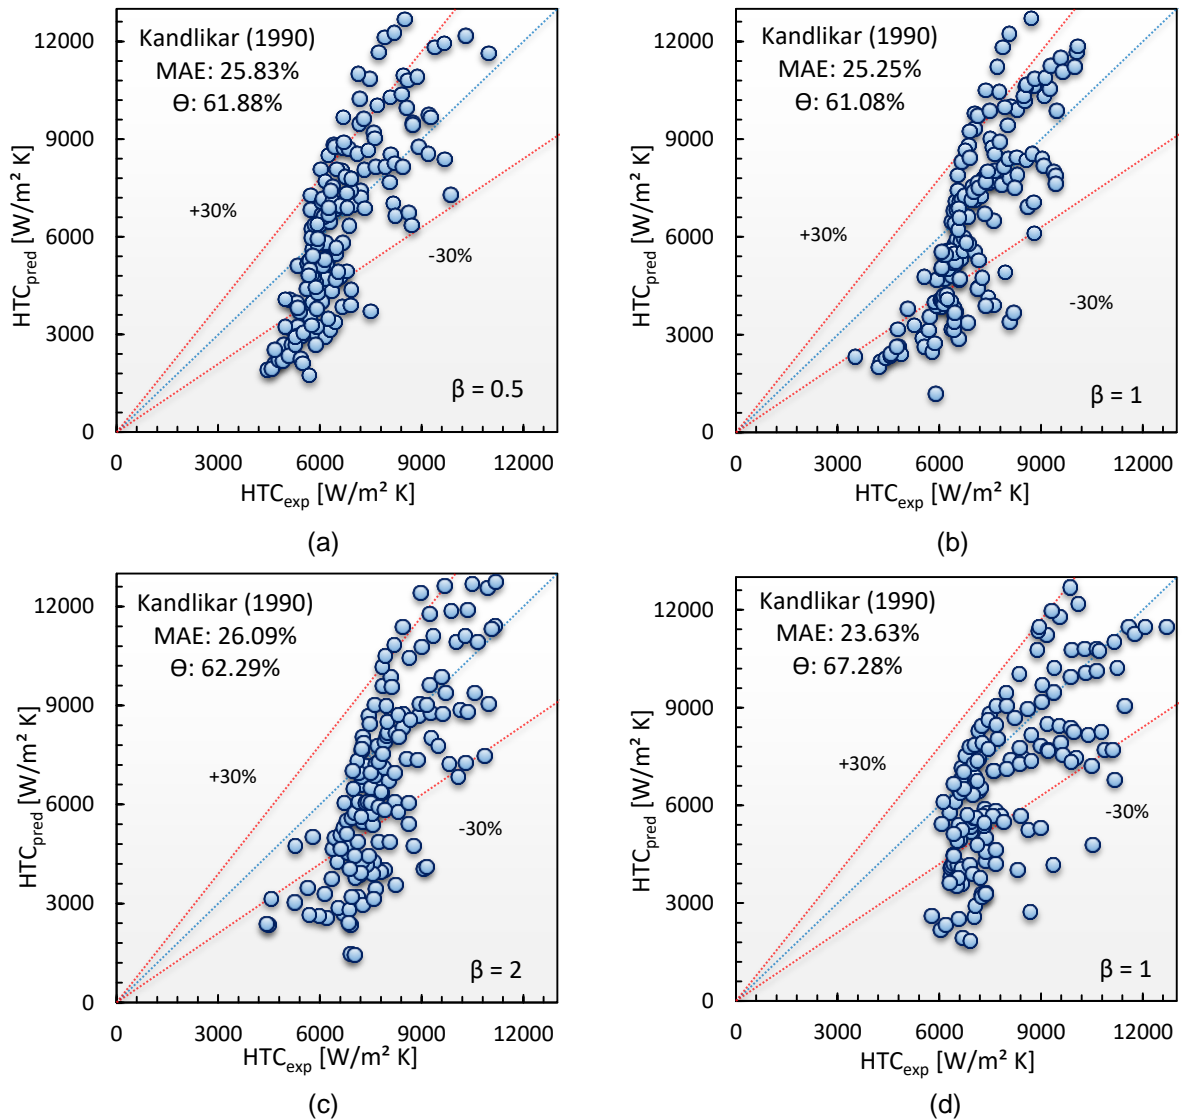 12000
9000
6000
3000
0
HTCpred [W/m² K]
Kandlikar (1990)
MAE: 25.83%
Ө: 61.88%
+30%
-30%
β = 0.5
0 3000 6000 9000 12000
HTCexp [W/m² K]
(a)
12000
9000
6000
3000
0
HTCpred [W/m² K]
Kandlikar (1990)
MAE: 25.25%
Ө: 61.08%
+30%
-30%
β = 1
0 3000 6000 9000 12000
HTCexp [W/m² K]
(b)
12000
9000
6000
3000
0
HTCpred [W/m² K]
Kandlikar (1990)
MAE: 26.09%
Ө: 62.29%
+30%
-30%
β = 2
0 3000 6000 9000 12000
HTCexp [W/m² K]
(c)
12000
9000
6000
3000
0
HTCpred [W/m² K]
Kandlikar (1990)
MAE: 23.63%
Ө: 67.28%
+30%
-30%
β = 1
0 3000 6000 9000 12000
HTCexp [W/m² K]
(d)